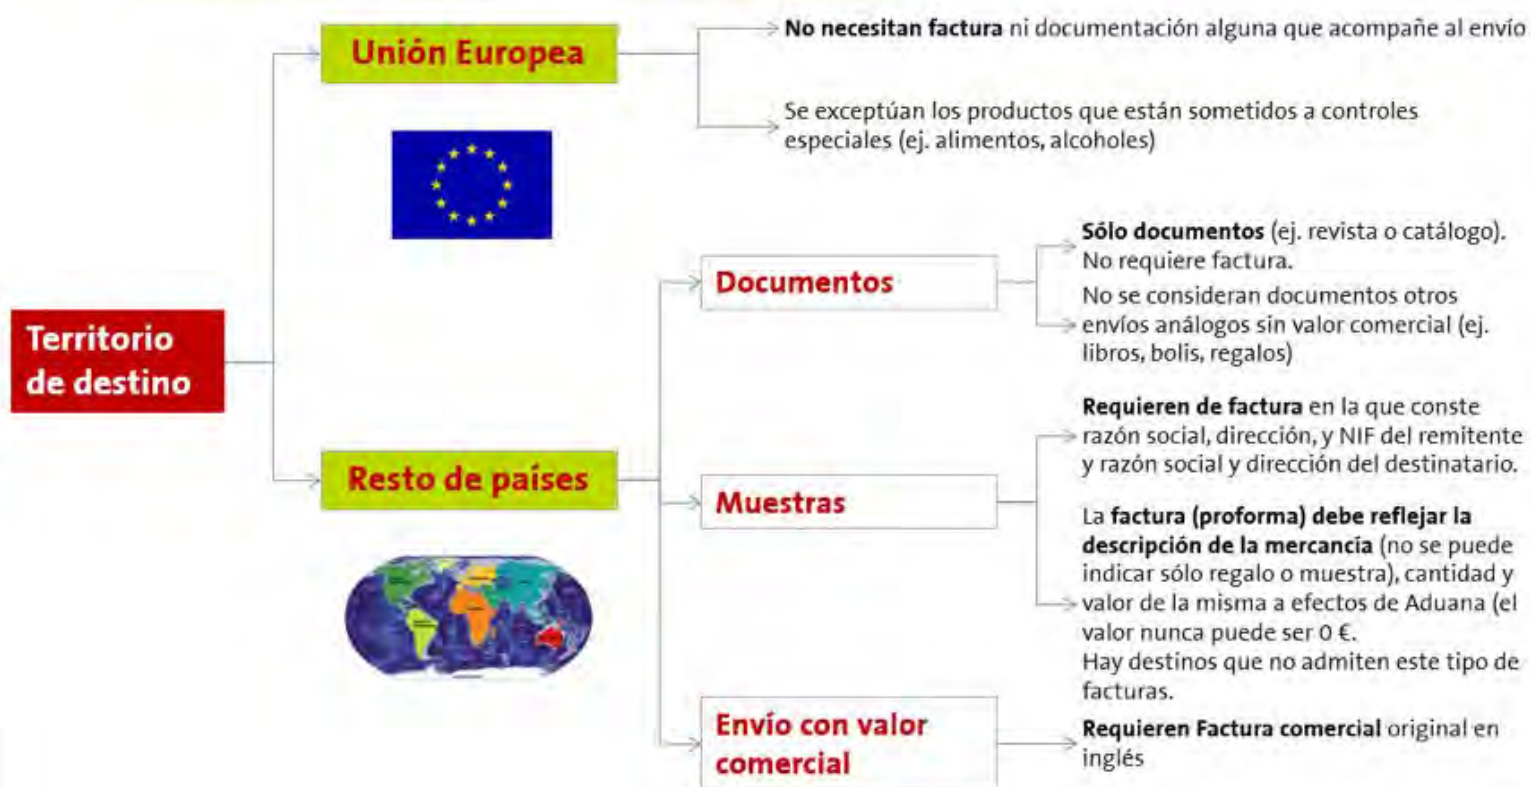 Unión Europea
No necesitan factura ni documentación alguna que acompañe al envío
Se exceptúan los productos que están sometidos a controles
especiales (ej. alimentos, alcoholes)
Territorio
de destino
Resto de países
Documentos
Sólo documentos (ej. revista o catálogo).
No requiere factura.
No se consideran documentos otros
envíos análogos sin valor comercial (ej.
libros, bolis, regalos)
Muestras
Requieren de factura en la que conste
razón social, dirección, y NIF del remitente
y razón social y dirección del destinatario.
La factura (proforma) debe reflejar la
descripción de la mercancía (no se puede
indicar sólo regalo o muestra), cantidad y
valor de la misma a efectos de Aduana (el
valor nunca puede ser 0 €.
Hay destinos que no admiten este tipo de
facturas.
Envío con valor
comercial
Requieren Factura comercial original en
inglés